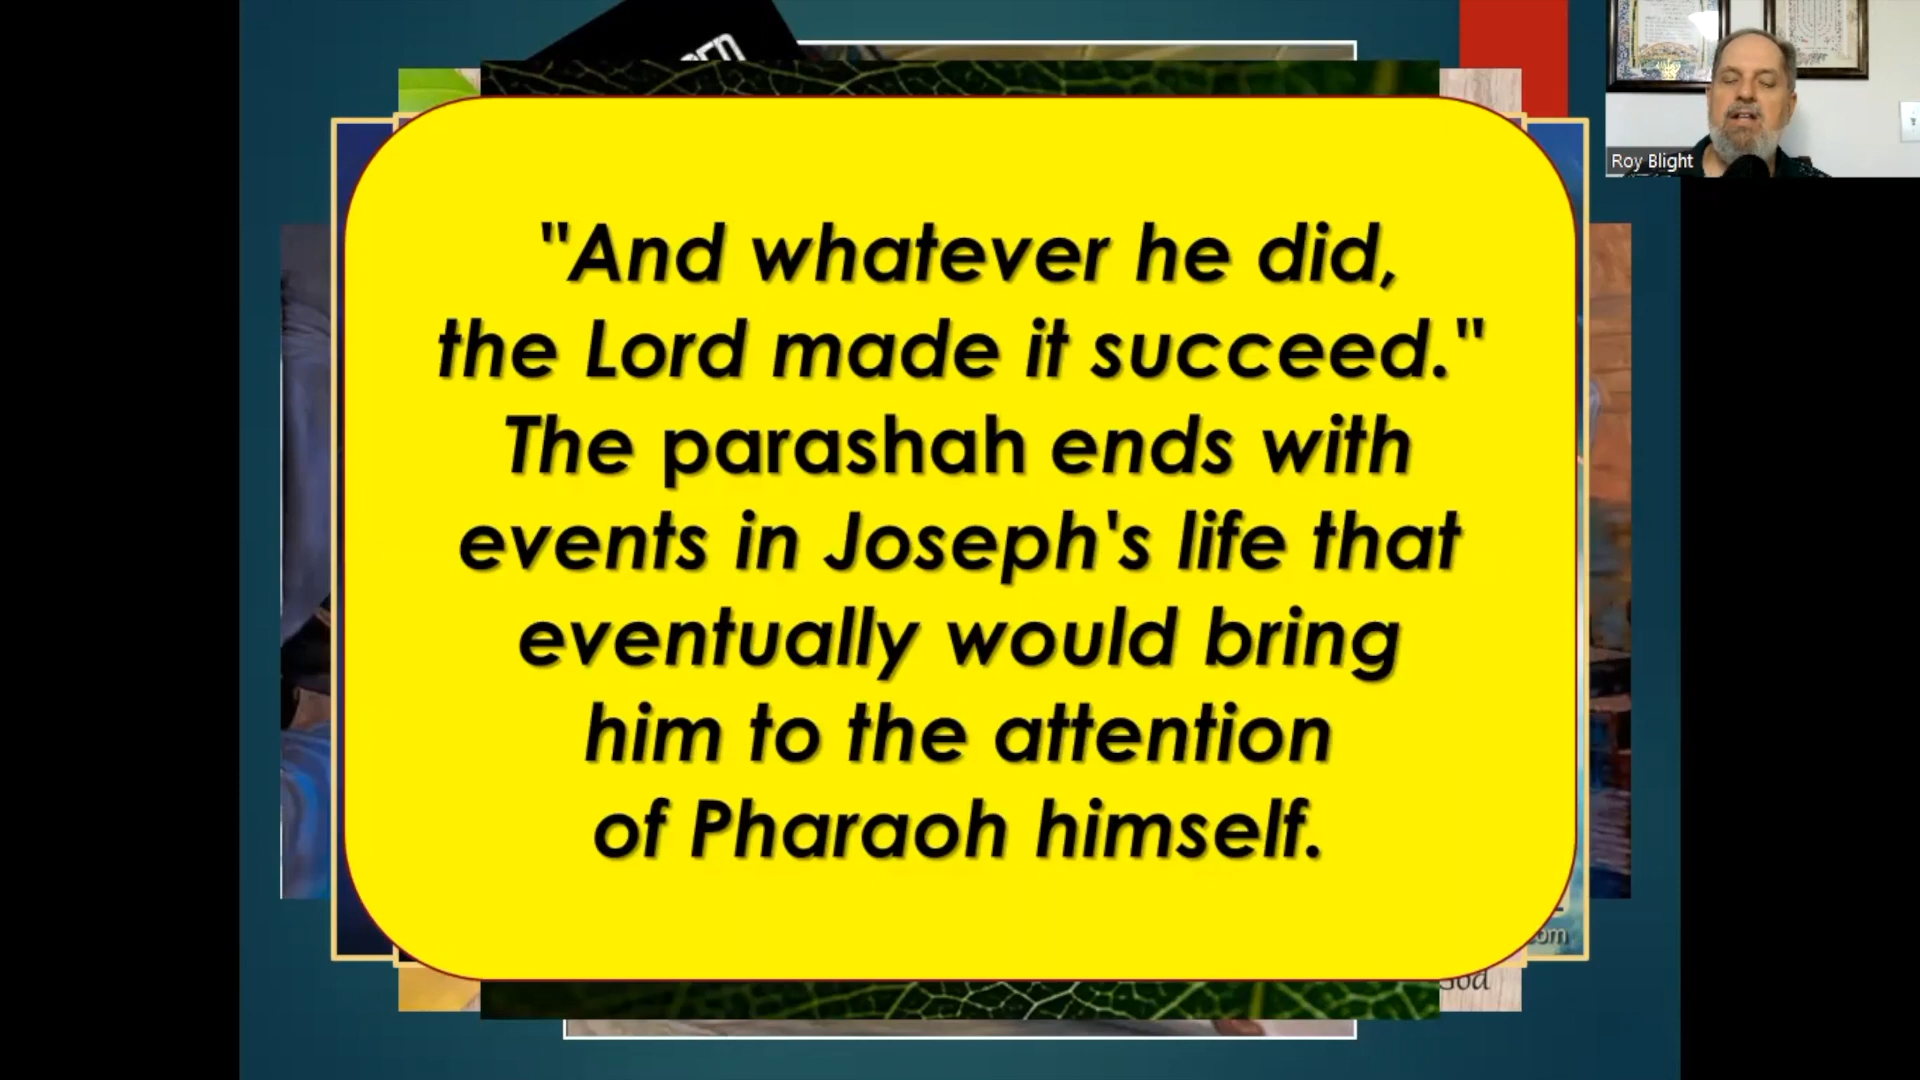 "And whatever he did,
the Lord made it succeed."
The parashah ends with
events in Joseph's life that
eventually would bring
him to the attention
of Pharaoh himself.
Roy Blight